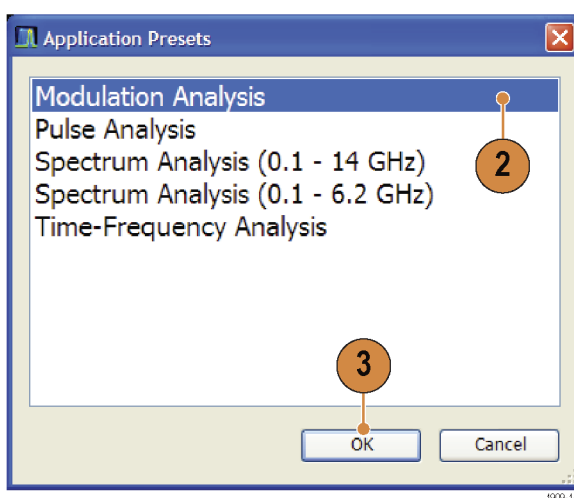 Application Presets
Modulation Analysis
Pulse Analysis
2
Spectrum Analysis (0.1 - 14 GHz)
Spectrum Analysis (0.1 - 6.2 GHz)
Time-Frequency Analysis
3
OK
Cancel